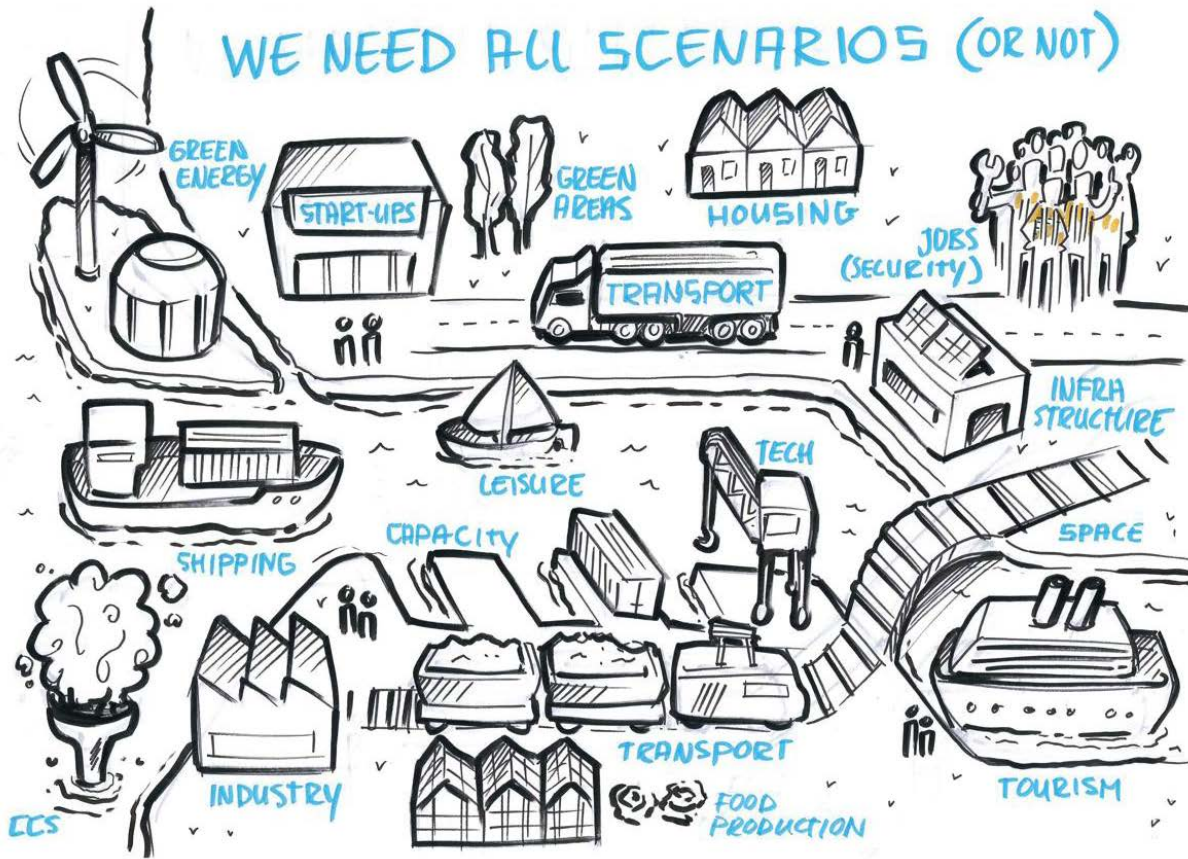 WE NEED ALL SCENARIOS (OR NOT)
GREEN
ENERGY
START-UPS
GREEN
AREAS
HOUSING
JOBS
(SECURITY)
TRANSPORT
INFRA
STRUCTURE
LEISURE
TECH
SHIPPING
CAPACITY
SPACE
INDUSTRY
TRANSPORT
TOURISM
CCS
FOOD
PRODUCTION